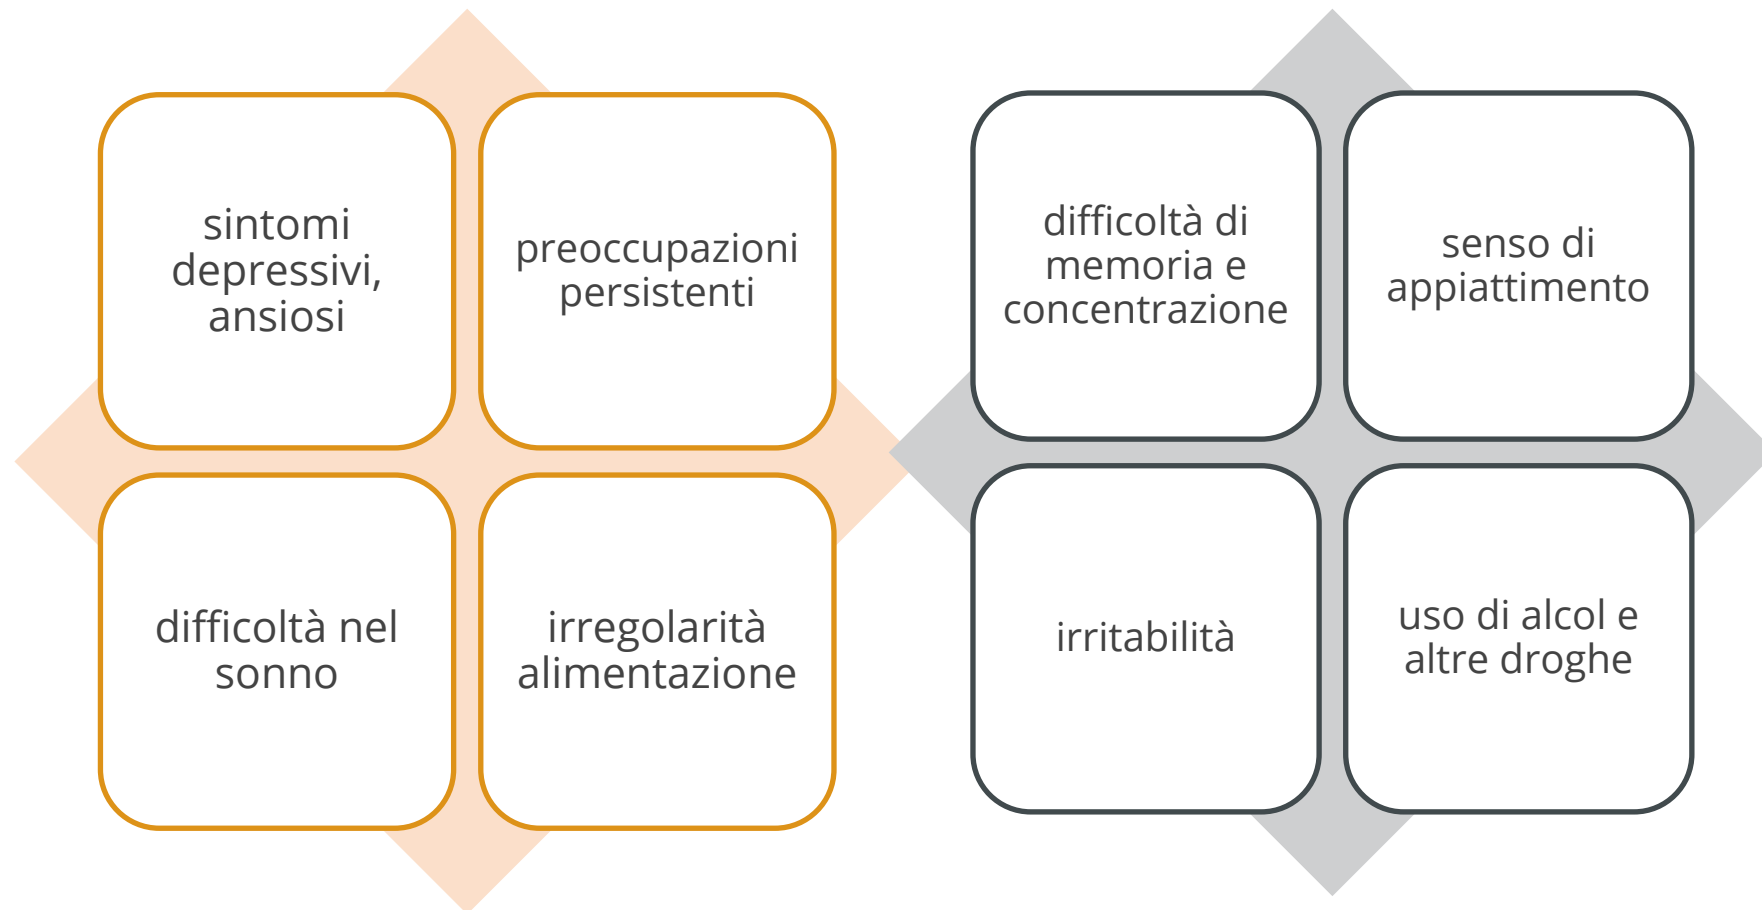 sintomi
depressivi,
ansiosi
preoccupazioni
persistenti
difficoltà nel
sonno
irregolarità
alimentazione
difficoltà di
memoria e
concentrazione
senso di
appiattimento
irritabilità
uso di alcol e
altre droghe